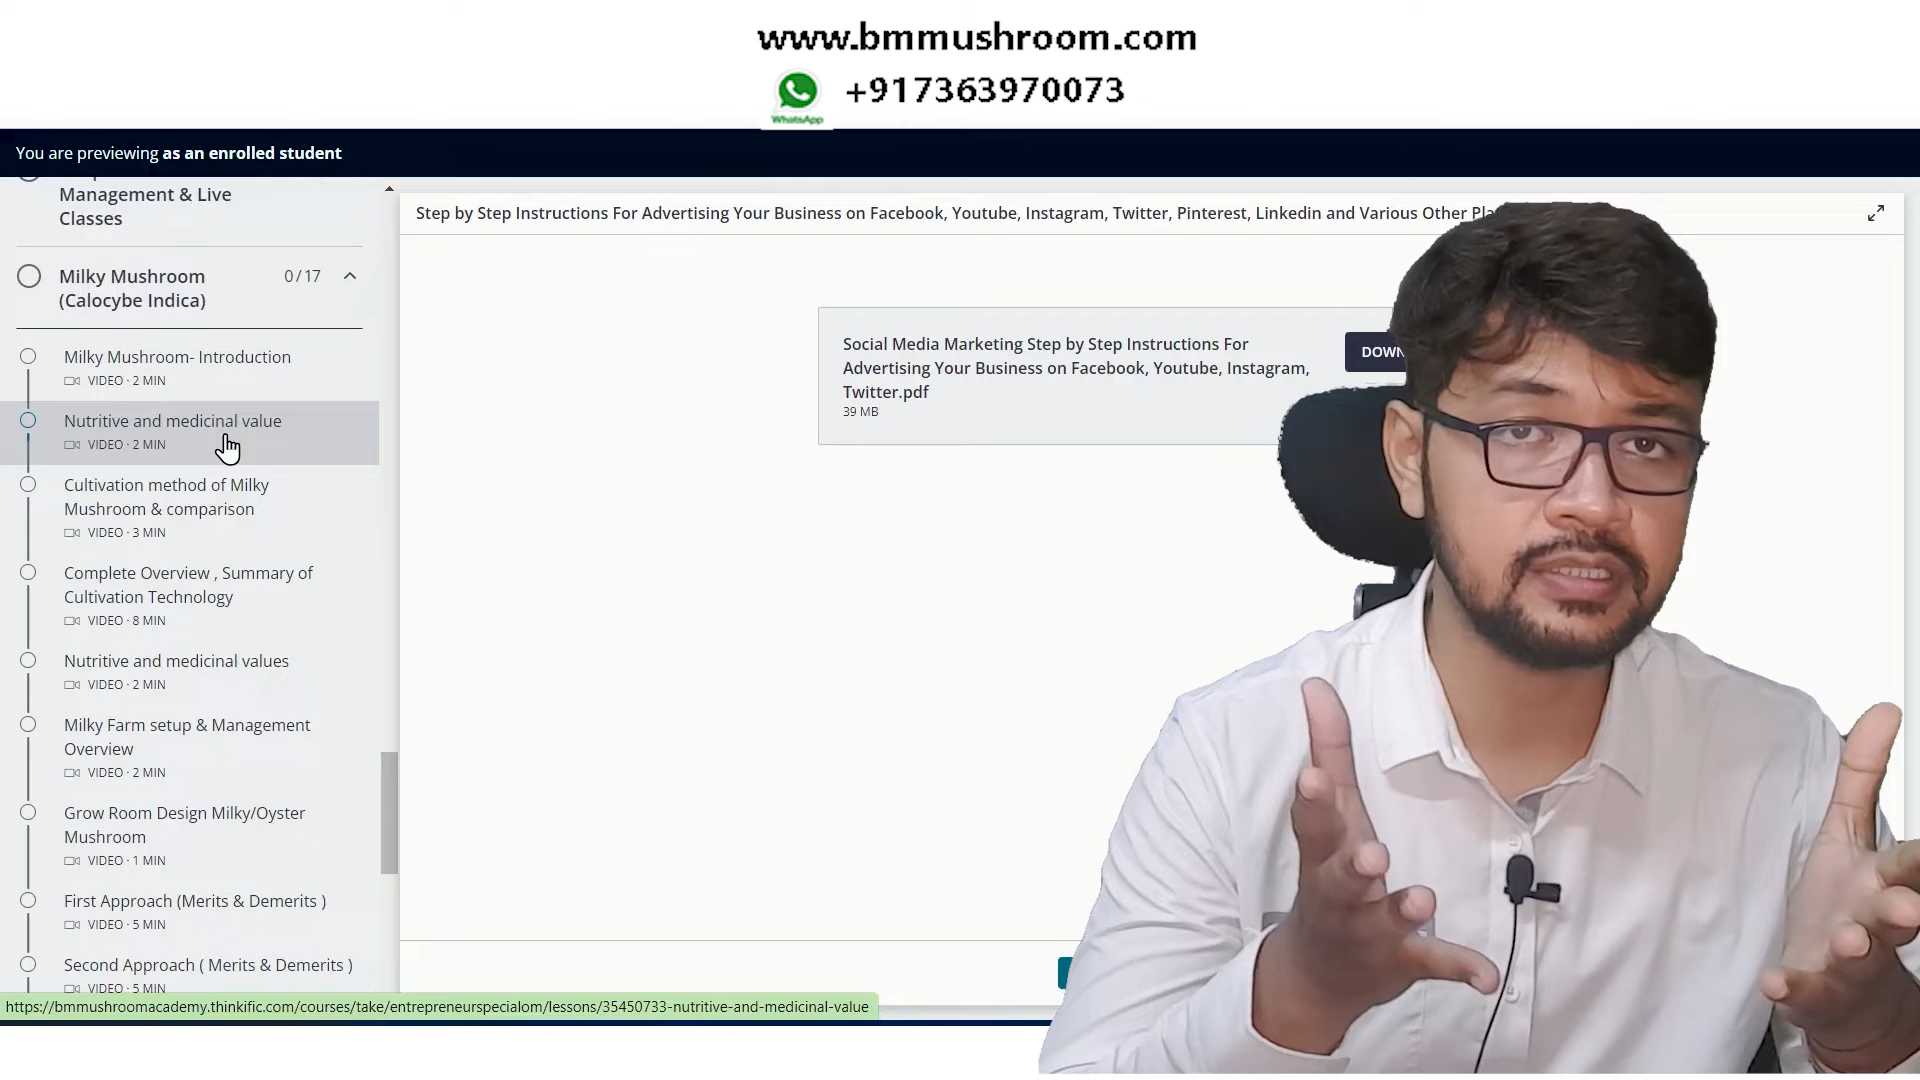 www.bmmushroom.com
WhatsApp
+917363970073
You are previewing as an enrolled student
Management & Live
Classes
Milky Mushroom
(Calocybe Indica)
0 / 17
Milky Mushroom- Introduction
VIDEO · 2 MIN
Nutritive and medicinal value
VIDEO · 2 MIN
Cultivation method of Milky
Mushroom & comparison
VIDEO · 3 MIN
Complete Overview , Summary of
Cultivation Technology
VIDEO · 8 MIN
Nutritive and medicinal values
VIDEO · 2 MIN
Milky Farm setup & Management
Overview
VIDEO · 2 MIN
Grow Room Design Milky/Oyster
Mushroom
VIDEO · 1 MIN
First Approach (Merits & Demerits )
VIDEO · 5 MIN
Second Approach ( Merits & Demerits )
VIDEO · 5 MIN
https://bmmushroomacademy.thinkific.com/courses/take/entrepreneurspecialom/lessons/35450733-nutritive-and-medicinal-value
Step by Step Instructions For Advertising Your Business on Facebook, Youtube, Instagram, Twitter, Pinterest, Linkedin and Various Other Pla
Social Media Marketing Step by Step Instructions For
Advertising Your Business on Facebook, Youtube, Instagram,
Twitter.pdf
39 MB
DOWN